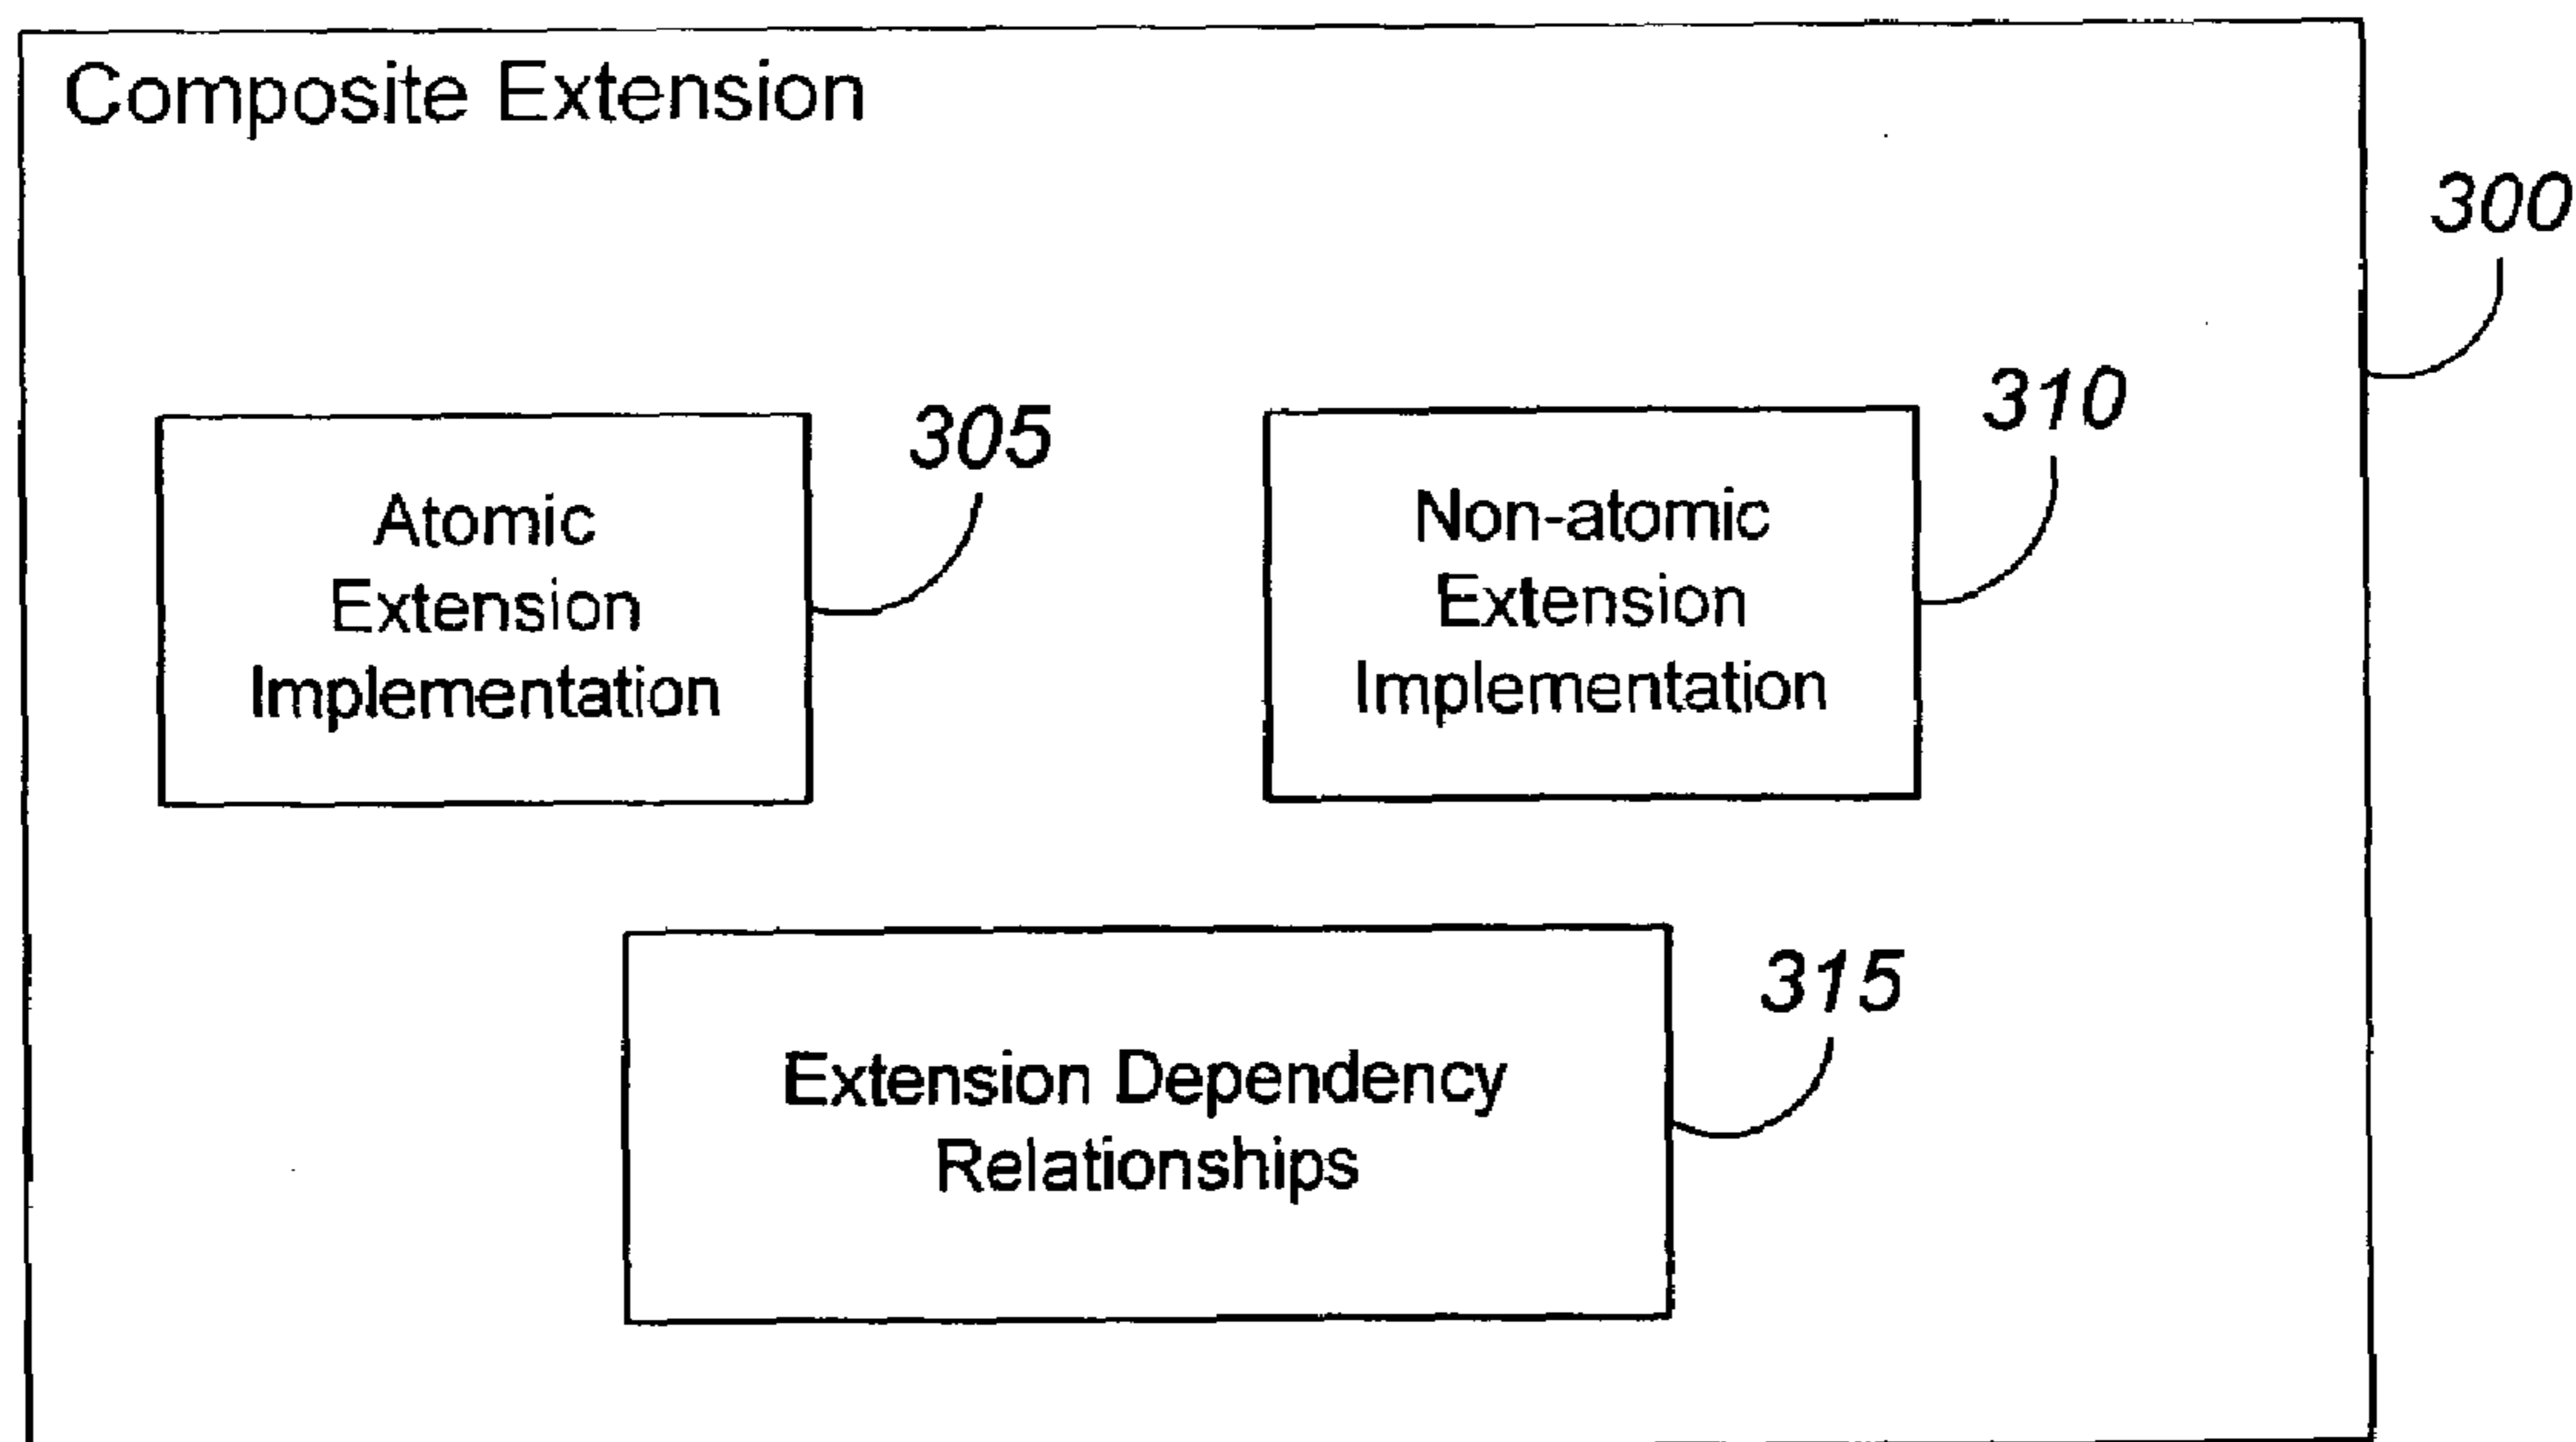 Composite Extension
300
305
310
Atomic
Extension
Implementation
Non-atomic
Extension
Implementation
315
Extension Dependency
Relationships